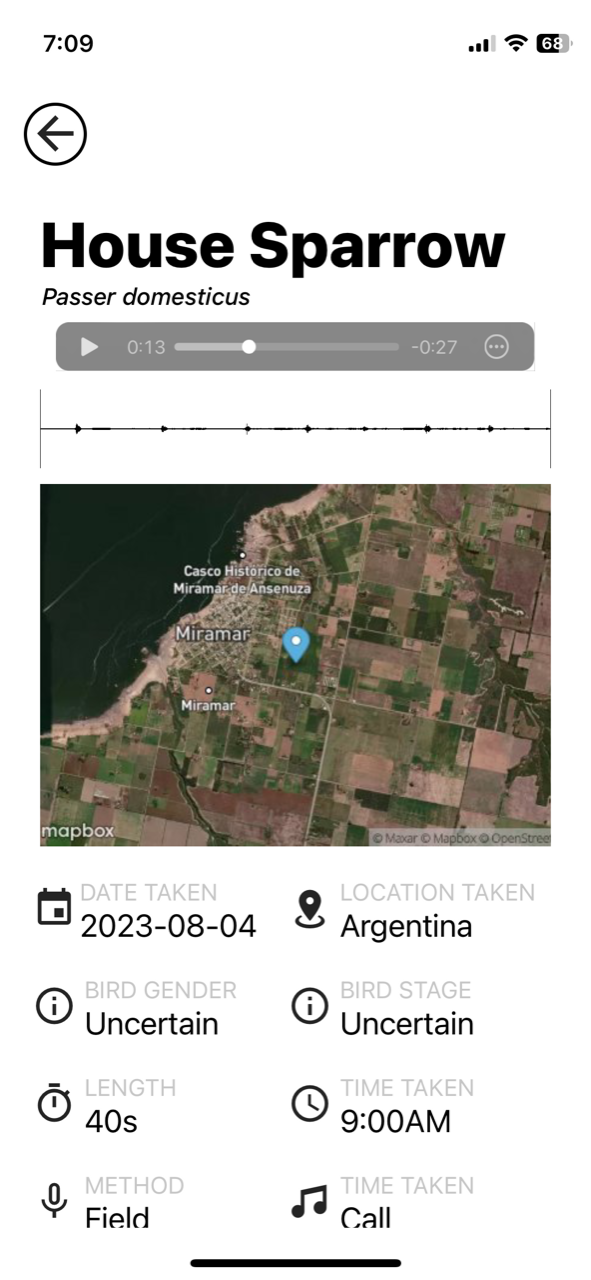 7:09
68
House Sparrow
Passer domesticus
0:13
-0:27
Casco Histórico de
Miramar de Ansenuza
Miramar
Miramar
mapbox
© Maxar © Mapbox © OpenStree
DATE TAKEN
2023-08-04
LOCATION TAKEN
Argentina
BIRD GENDER
Uncertain
BIRD STAGE
Uncertain
LENGTH
40s
TIME TAKEN
9:00AM
METHOD
Field
TIME TAKEN
Call